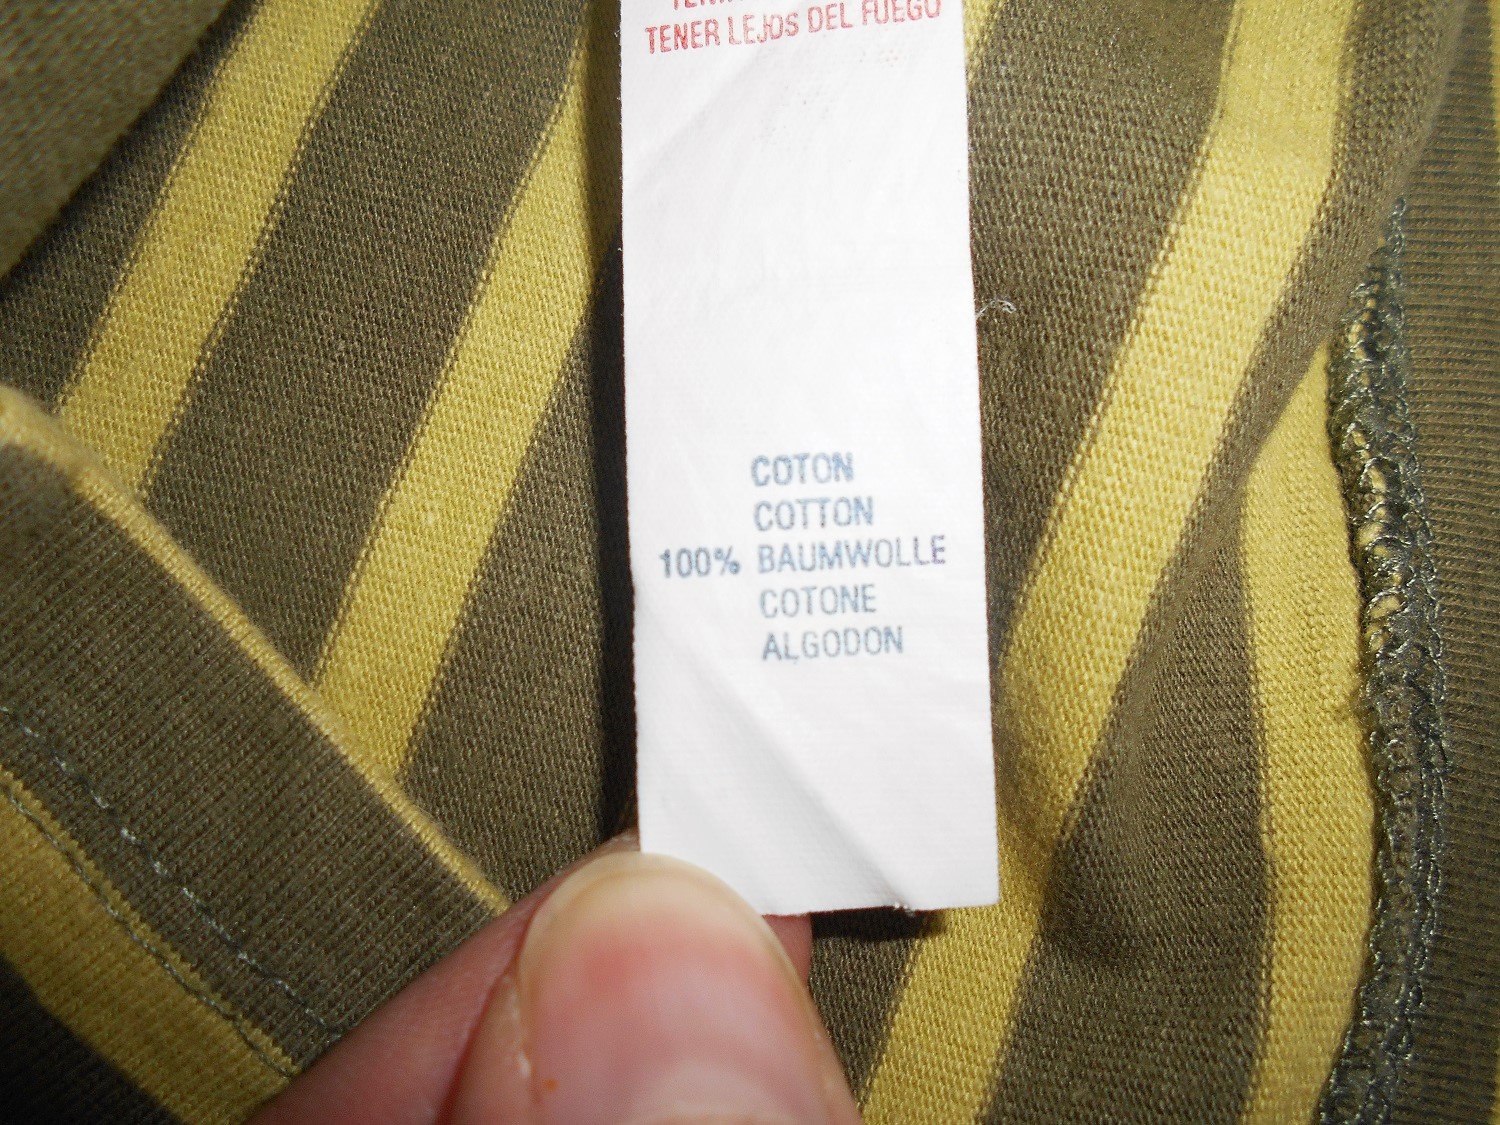 TENER LEJOS DEL FUEGO
COTON
COTTON
100% BAUMWOLLE
COTONE
ALGODON